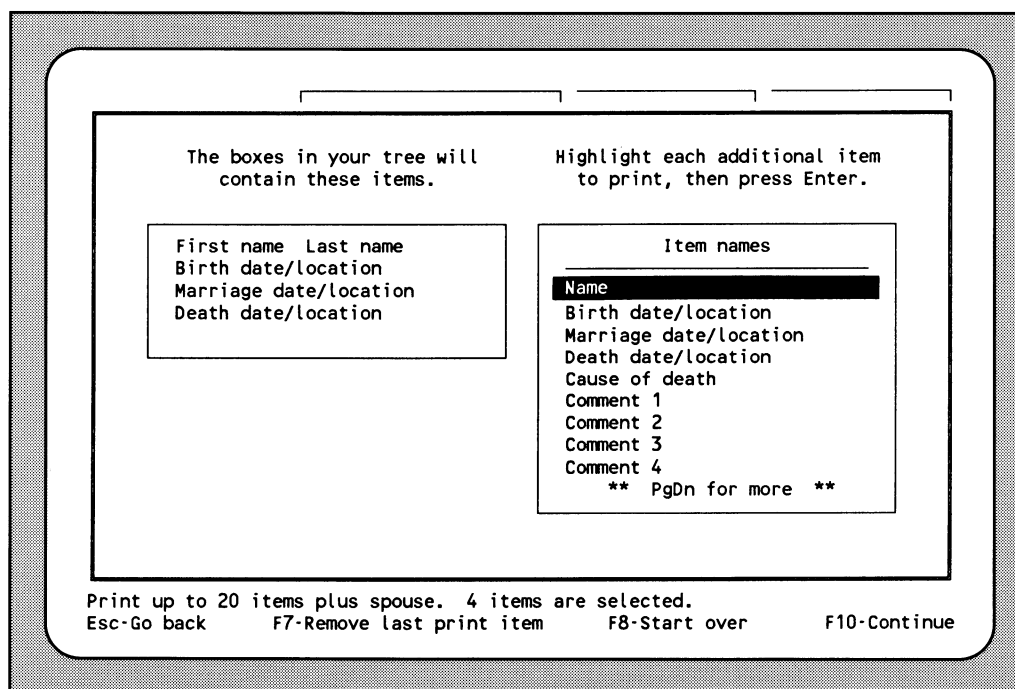 The boxes in your tree will
contain these items.
First name  Last name
Birth date/location
Marriage date/location
Death date/location
Highlight each additional item
to print, then press Enter.
Item names
Name
Birth date/location
Marriage date/location
Death date/location
Cause of death
Comment 1
Comment 2
Comment 3
Comment 4
**  PgDn for more  **
Print up to 20 items plus spouse.  4 items are selected.
Esc-Go back  F7-Remove last print item  F8-Start over  F10-Continue